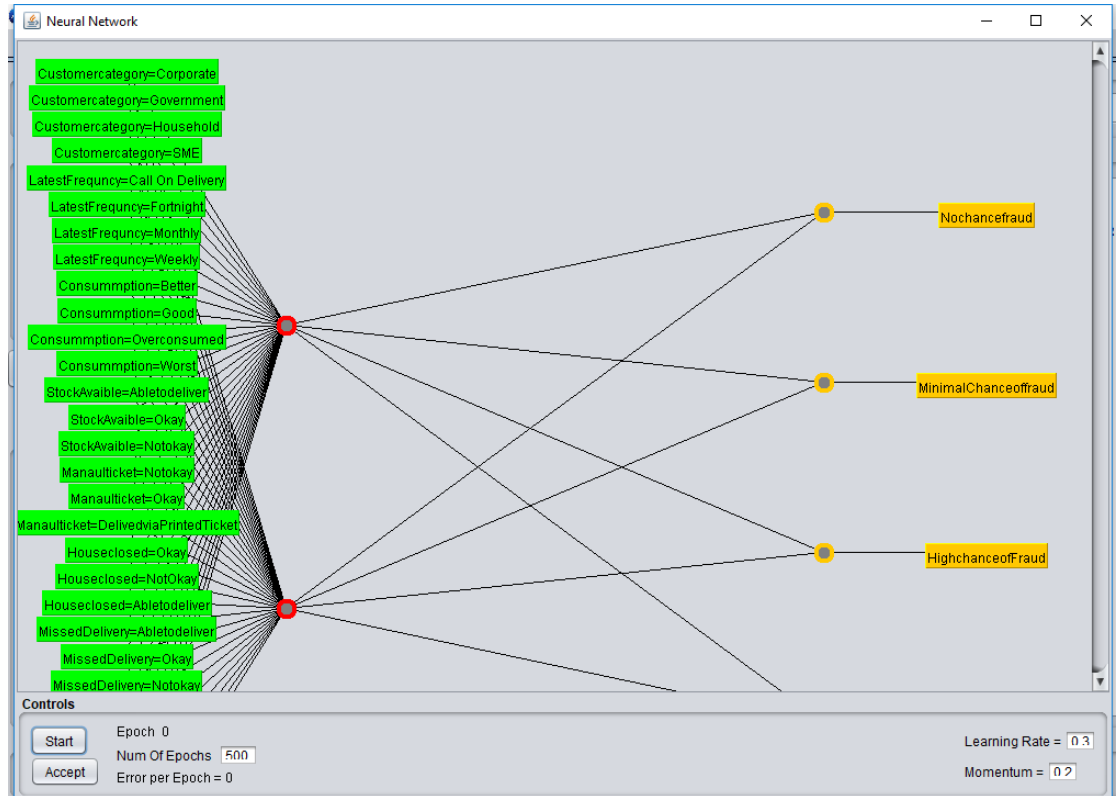 Neural Network
Customercategory=Corporate
Customercategory=Government
Customercategory=Household
Customercategory=SME
LatestFrequncy=Call On Delivery
LatestFrequncy=Fortnight
LatestFrequncy=Monthly
LatestFrequncy=Weekly
Consummption=Better
Consummption=Good
Consummption=Overconsumed
Consummption=Worst
StockAvaible=Abletodeliver
StockAvaible=Okay
StockAvaible=Notokay
Manaulticket=Notokay
Manaulticket=Okay
Manaulticket=DelivedviaPrintedTicket
Houseclosed=Okay
Houseclosed=NotOkay
Houseclosed=Abletodeliver
MissedDelivery=Abletodeliver
MissedDelivery=Okay
MissedDelivery=Notokay
Nochancefraud
MinimalChanceoffraud
HighchanceofFraud
Controls
Start
Accept
Epoch 0
Num Of Epochs 500
Error per Epoch = 0
Learning Rate = 0.3
Momentum = 0.2